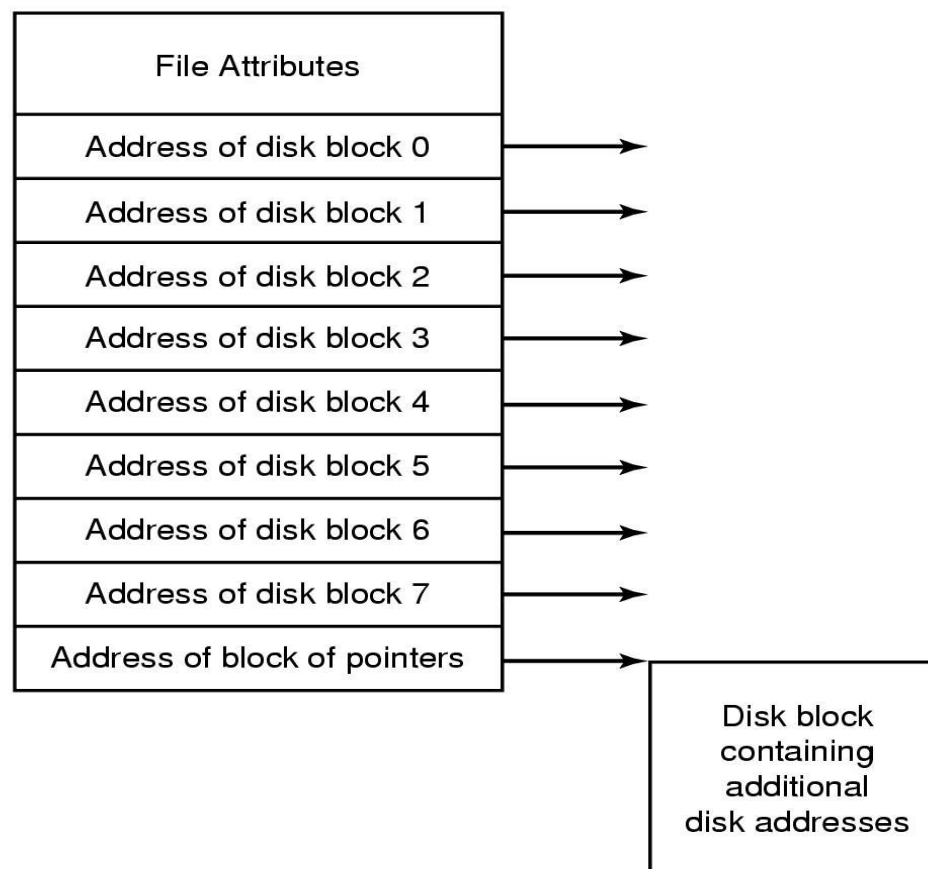 File Attributes
Address of disk block 0
Address of disk block 1
Address of disk block 2
Address of disk block 3
Address of disk block 4
Address of disk block 5
Address of disk block 6
Address of disk block 7
Address of block of pointers
Disk block
containing
additional
disk addresses